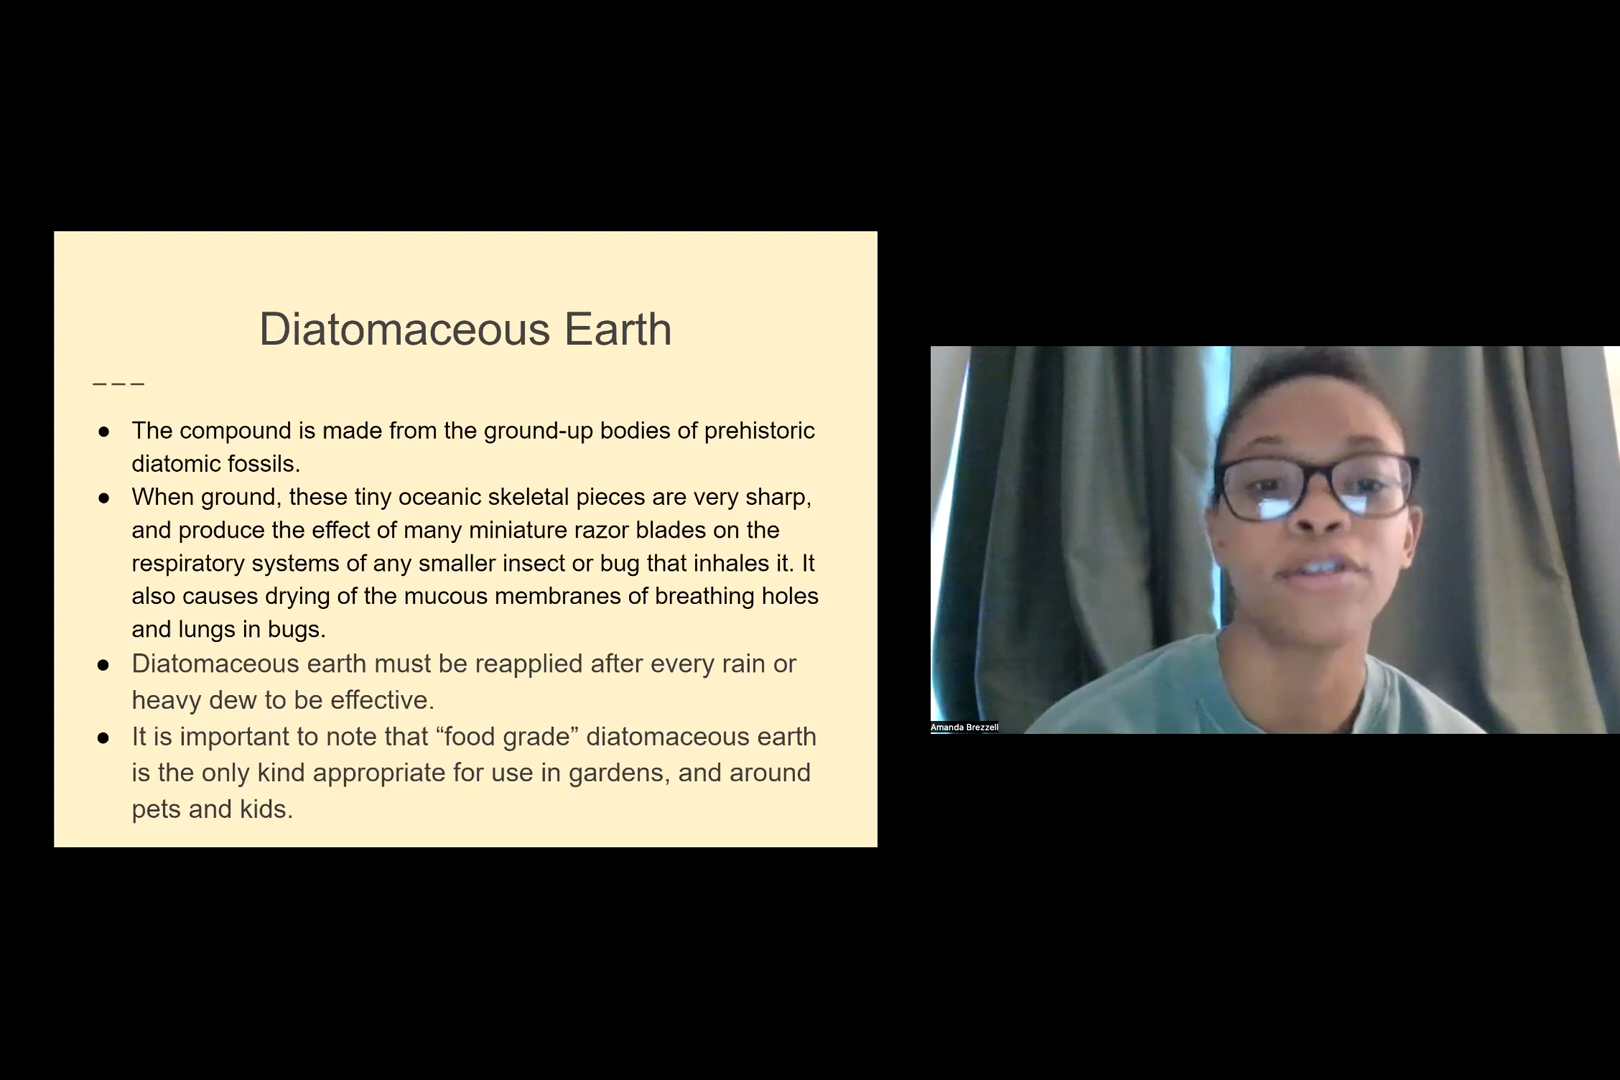 Diatomaceous Earth
● The compound is made from the ground-up bodies of prehistoric
diatomic fossils.
● When ground, these tiny oceanic skeletal pieces are very sharp,
and produce the effect of many miniature razor blades on the
respiratory systems of any smaller insect or bug that inhales it. It
also causes drying of the mucous membranes of breathing holes
and lungs in bugs.
● Diatomaceous earth must be reapplied after every rain or
heavy dew to be effective.
● It is important to note that “food grade” diatomaceous earth
is the only kind appropriate for use in gardens, and around
pets and kids.
Amanda Brezzell